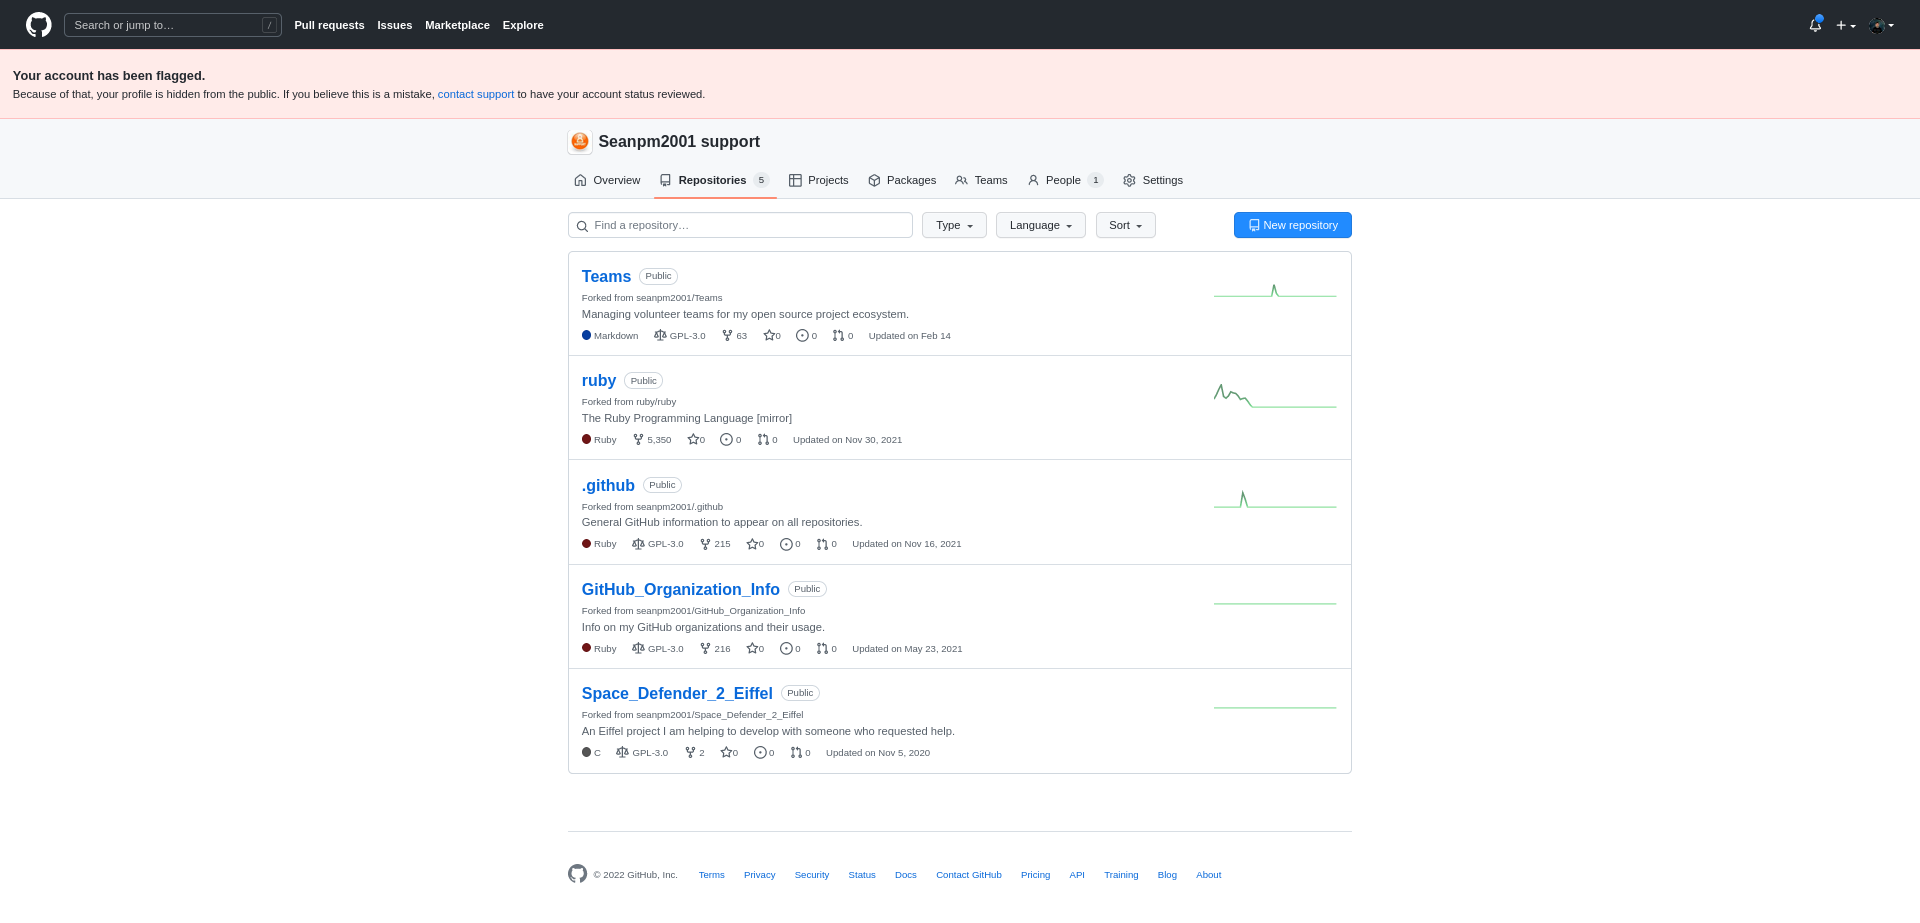 Search or jump to… /
Pull requests Issues Marketplace Explore
Your account has been flagged.
Because of that, your profile is hidden from the public. If you believe this is a mistake, contact support to have your account status reviewed.
Seanpm2001 support
Overview Repositories 5 Projects Packages Teams People 1 Settings
Find a repository… Type Language Sort New repository
Teams Public
Forked from seanpm2001/Teams
Managing volunteer teams for my open source project ecosystem.
Markdown GPL-3.0 63 0 0 0 Updated on Feb 14
ruby Public
Forked from ruby/ruby
The Ruby Programming Language [mirror]
Ruby 5,350 0 0 0 Updated on Nov 30, 2021
.github Public
Forked from seanpm2001/.github
General GitHub information to appear on all repositories.
Ruby GPL-3.0 215 0 0 0 Updated on Nov 16, 2021
GitHub_Organization_Info Public
Forked from seanpm2001/GitHub_Organization_Info
Info on my GitHub organizations and their usage.
Ruby GPL-3.0 216 0 0 0 Updated on May 23, 2021
Space_Defender_2_Eiffel Public
Forked from seanpm2001/Space_Defender_2_Eiffel
An Eiffel project I am helping to develop with someone who requested help.
C GPL-3.0 2 0 0 0 Updated on Nov 5, 2020
© 2022 GitHub, Inc. Terms Privacy Security Status Docs Contact GitHub Pricing API Training Blog About